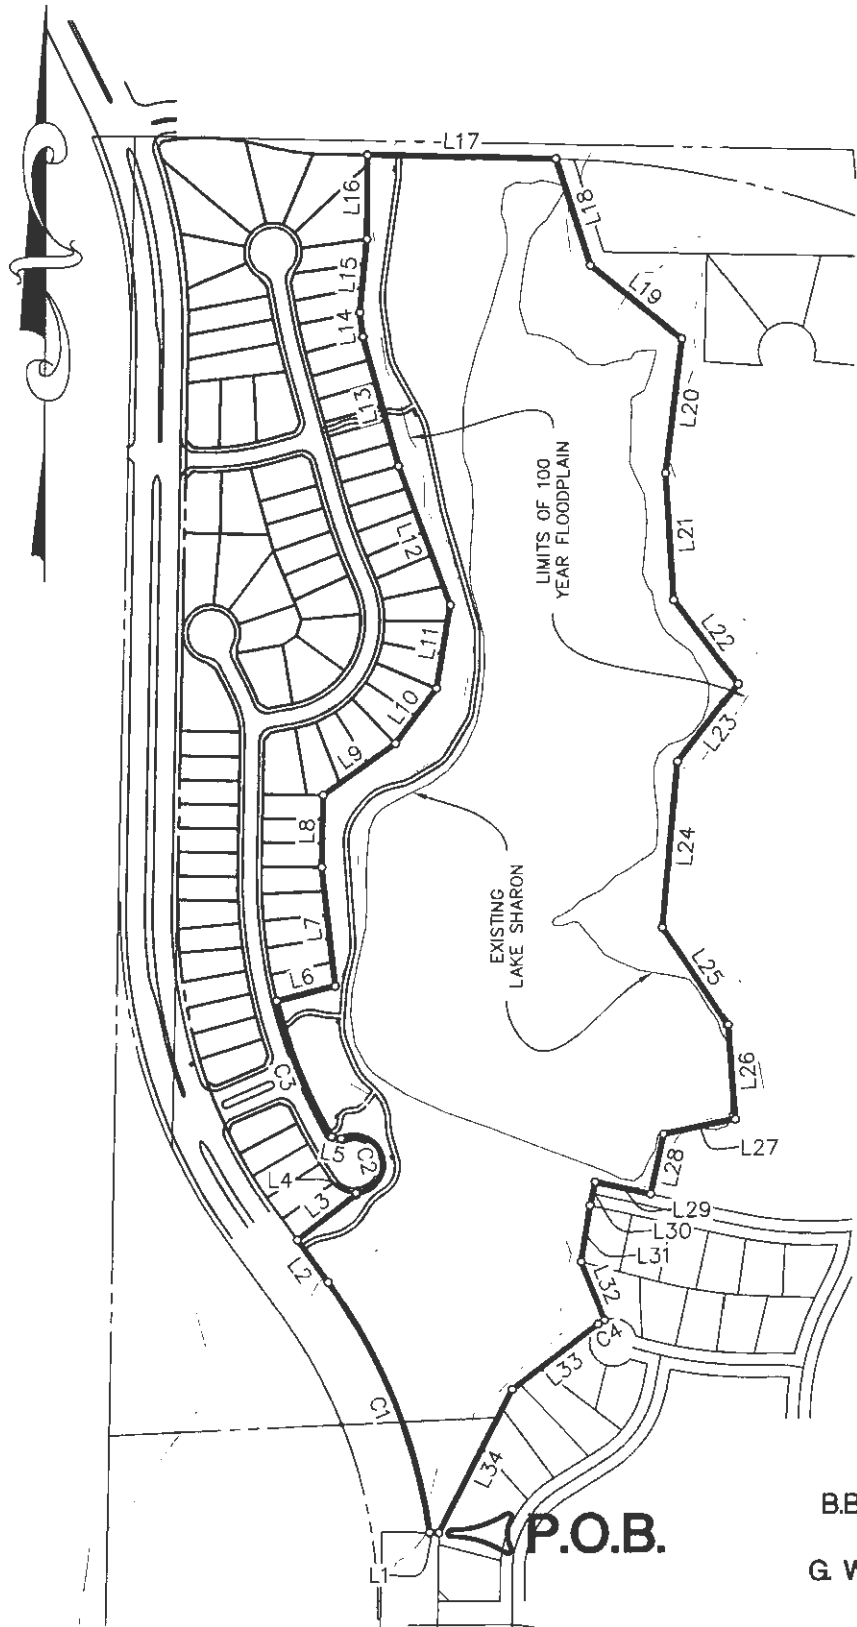 L17
L16
L18
L15
L19
L14
L13
L20
LIMITS OF 100
YEAR FLOODPLAIN
L12
L21
L22
L11
L10
L23
L9
L8
L24
EXISTING
LAKE SHARON
L7
L25
L6
L26
C3
L27
L5
C2
L28
L4
L3
L29
L30
L31
L2
L32
C4
L33
C1
L34
P.O.B.
L1
B.B
G. W